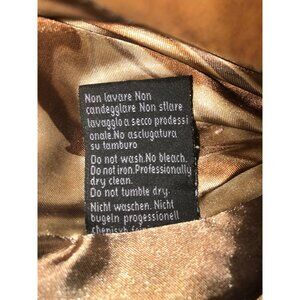 Non lavare Non
candeggiare Non stiare
lavaggio a secco prodessi
onale.No asciugatura
su tamburo
Do not wash.No bleach.
Do not iron.Professionally
dry clean.
Do not tumble dry.
Nicht waschen. Nicht
bugeln progessionell